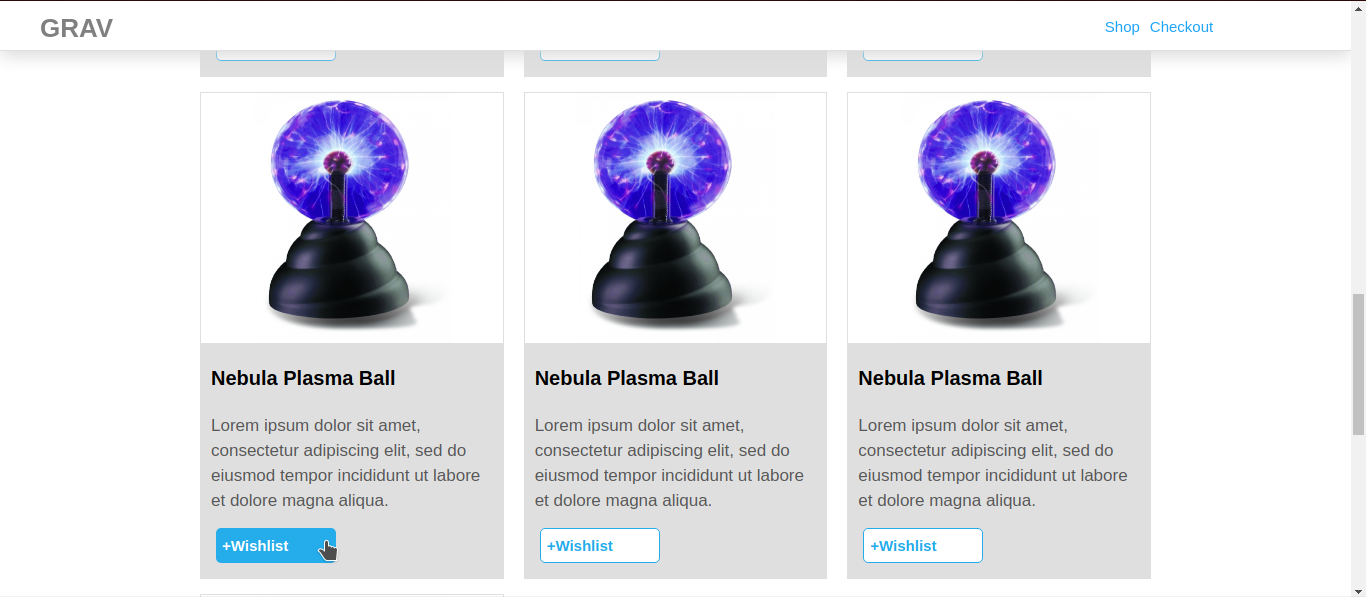 GRAV
Shop Checkout
Nebula Plasma Ball
Lorem ipsum dolor sit amet,
consectetur adipiscing elit, sed do
eiusmod tempor incididunt ut labore
et dolore magna aliqua.
+Wishlist
Nebula Plasma Ball
Lorem ipsum dolor sit amet,
consectetur adipiscing elit, sed do
eiusmod tempor incididunt ut labore
et dolore magna aliqua.
+Wishlist
Nebula Plasma Ball
Lorem ipsum dolor sit amet,
consectetur adipiscing elit, sed do
eiusmod tempor incididunt ut labore
et dolore magna aliqua.
+Wishlist